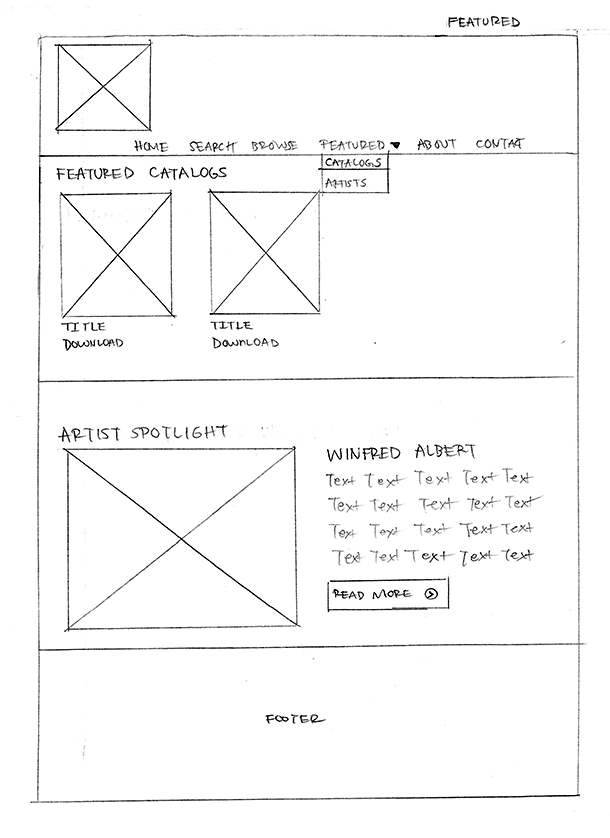 FEATURED
HOME SEARCH BROWSE FEATURED ▼ ABOUT CONTAT
CATALOGS
ARTISTS
FEATURED CATALOGS
TITLE TITLE
DOWNLOAD DOWNLOAD
ARTIST SPOTLIGHT
WINFRED ALBERT
Text Text Text Text Text
Text Text Text Text Text
Text Text Text Text Text
Text Text Text Text Text
READ MORE
FOOTER